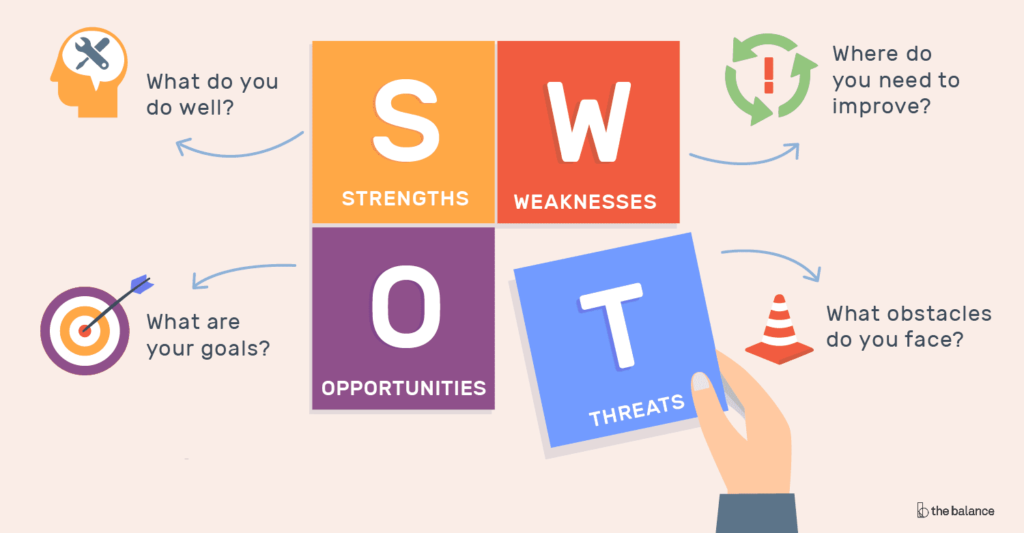 What do you
do well?
S
STRENGTHS
W
WEAKNESSES
Where do
you need to
improve?
What are
your goals?
O
OPPORTUNITIES
T
THREATS
What obstacles
do you face?
the balance